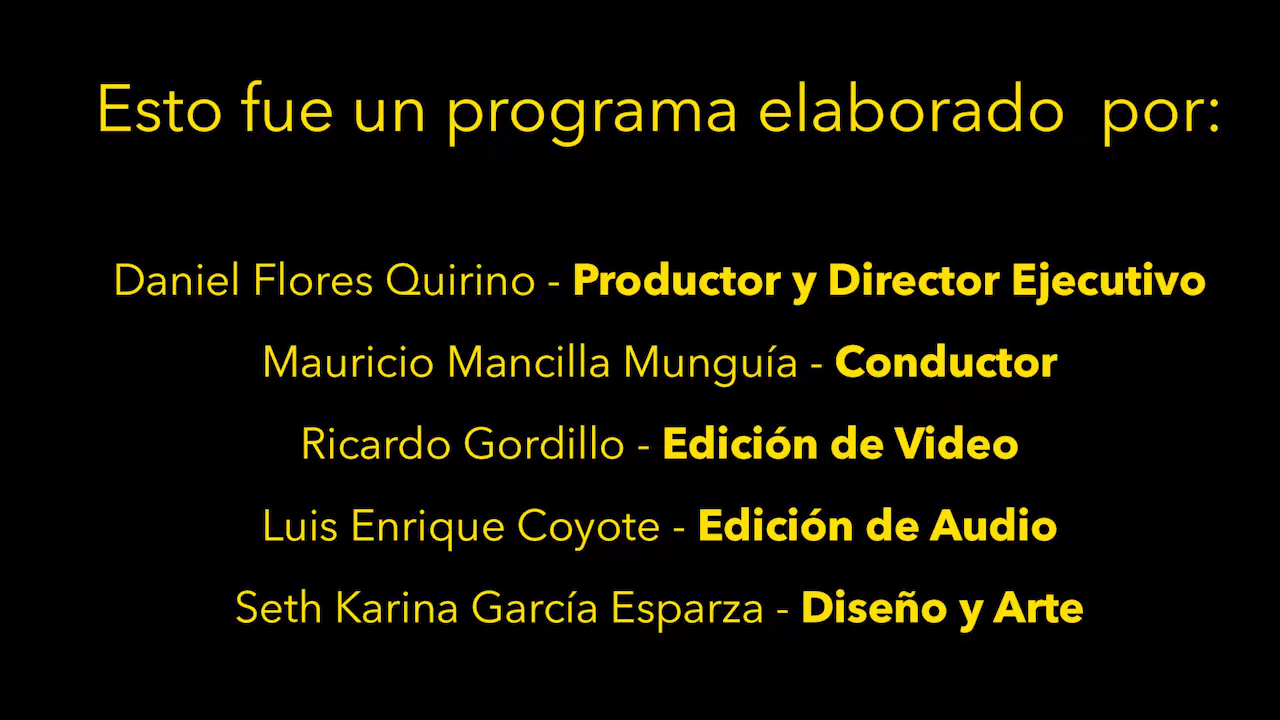 Esto fue un programa elaborado por:
Daniel Flores Quirino - Productor y Director Ejecutivo
Mauricio Mancilla Munguía - Conductor
Ricardo Gordillo - Edición de Video
Luis Enrique Coyote - Edición de Audio
Seth Karina García Esparza - Diseño y Arte